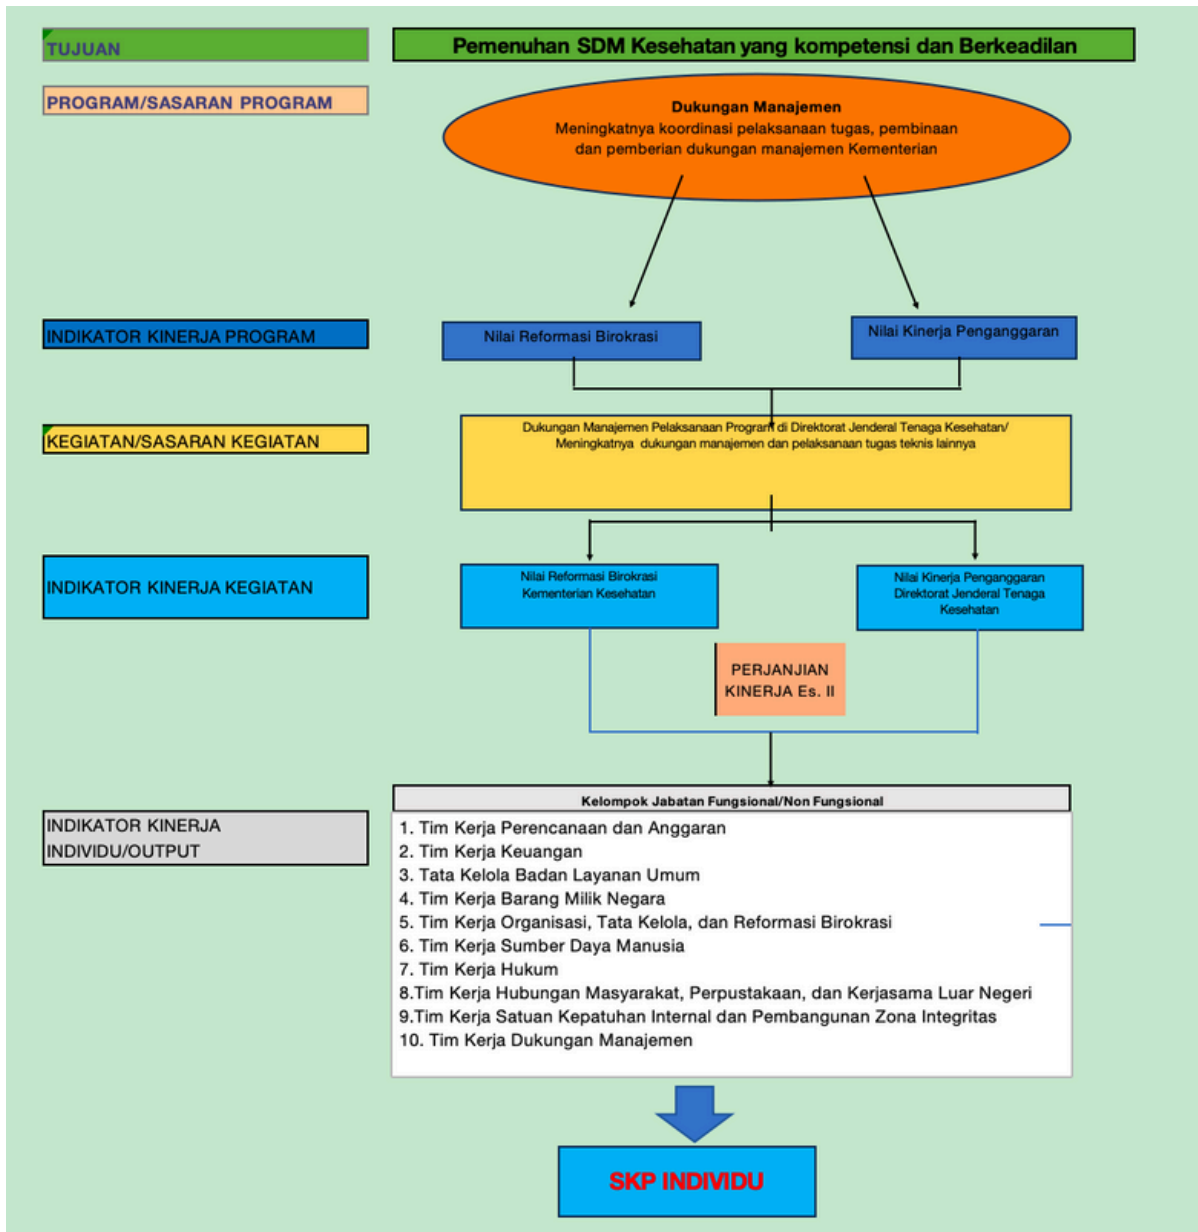 TUJUAN
Pemenuhan SDM Kesehatan yang kompetensi dan Berkeadilan
PROGRAM/SASARAN PROGRAM
Dukungan Manajemen
Meningkatnya koordinasi pelaksanaan tugas, pembinaan
dan pemberian dukungan manajemen Kementerian
INDIKATOR KINERJA PROGRAM
Nilai Reformasi Birokrasi
Nilai Kinerja Penganggaran
KEGIATAN/SASARAN KEGIATAN
Dukungan Manajemen Pelaksanaan Program di Direktorat Jenderal Tenaga Kesehatan/
Meningkatnya dukungan manajemen dan pelaksanaan tugas teknis lainnya
INDIKATOR KINERJA KEGIATAN
Nilai Reformasi Birokrasi
Kementerian Kesehatan
Nilai Kinerja Penganggaran
Direktorat Jenderal Tenaga
Kesehatan
PERJANJIAN
KINERJA Es. II
INDIKATOR KINERJA
INDIVIDU/OUTPUT
Kelompok Jabatan Fungsional/Non Fungsional
1. Tim Kerja Perencanaan dan Anggaran
2. Tim Kerja Keuangan
3. Tata Kelola Badan Layanan Umum
4. Tim Kerja Barang Milik Negara
5. Tim Kerja Organisasi, Tata Kelola, dan Reformasi Birokrasi
6. Tim Kerja Sumber Daya Manusia
7. Tim Kerja Hukum
8.Tim Kerja Hubungan Masyarakat, Perpustakaan, dan Kerjasama Luar Negeri
9.Tim Kerja Satuan Kepatuhan Internal dan Pembangunan Zona Integritas
10. Tim Kerja Dukungan Manajemen
SKP INDIVIDU